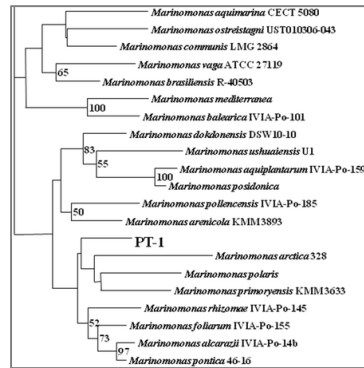 Marinomonas aquimarina CECT 5080
Marinomonas ostreistagni UST010306-043
Marinomonas communis LMG 2864
Marinomonas vaga ATCC 27119
65
Marinomonas brasiliensis R-40503
Marinomonas mediterranea
100
Marinomonas balearica IVIA-Po-101
Marinomonas dokdonensis DSW10-10
83
Marinomonas ushuaiensis U1
55
Marinomonas aquiplantarum IVIA-Po-159
100
Marinomonas posidonica
Marinomonas pollencensis IVIA-Po-185
50
Marinomonas arenicola KMM3893
PT-1
Marinomonas arctica 328
Marinomonas polaris
Marinomonas primoryensis KMM3633
Marinomonas rhizomae IVIA-Po-145
52
Marinomonas foliarum IVIA-Po-155
73
Marinomonas alcarazii IVIA-Po-14b
97
Marinomonas pontica 46-16